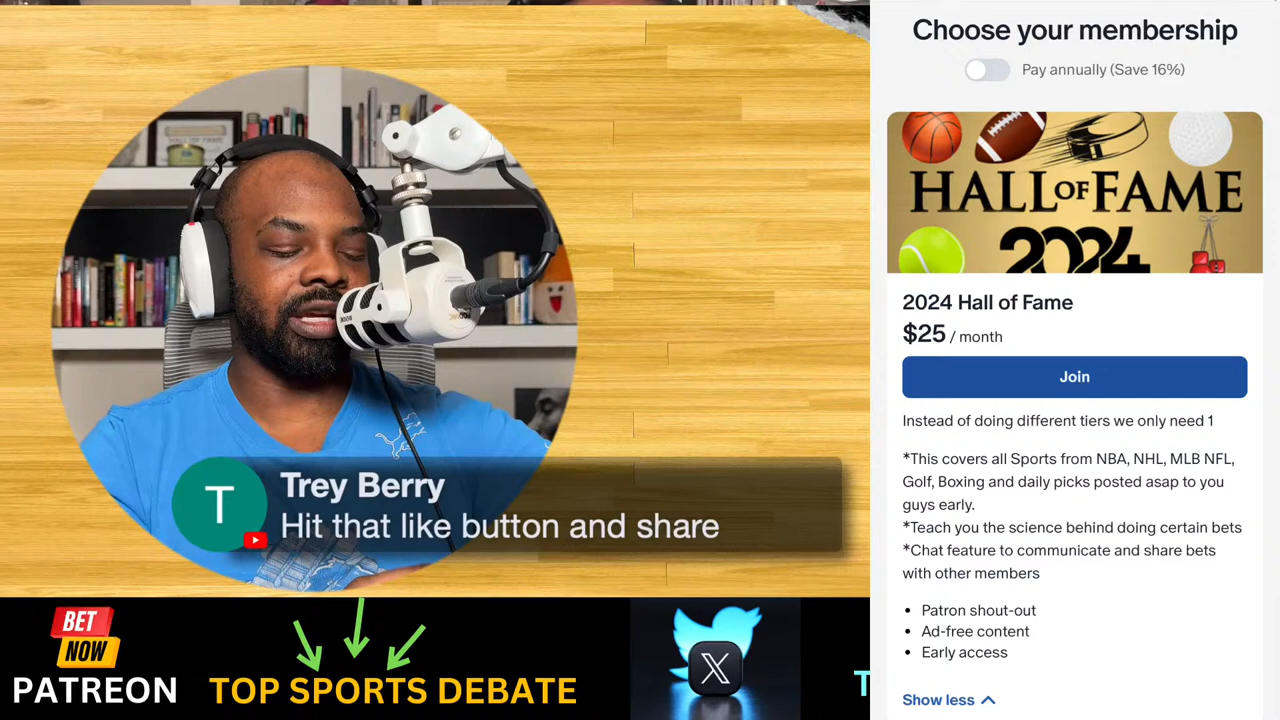 Choose your membership
Pay annually (Save 16%)
HALL OF FAME
2024
2024 Hall of Fame
$25 / month
Join
Instead of doing different tiers we only need 1
*This covers all Sports from NBA, NHL, MLB NFL,
Golf, Boxing and daily picks posted asap to you
guys early.
*Teach you the science behind doing certain bets
*Chat feature to communicate and share bets
with other members
• Patron shout-out
• Ad-free content
• Early access
Show less
T
Trey Berry
Hit that like button and share
BET
NOW
PATREON
TOP SPORTS DEBATE
X
T